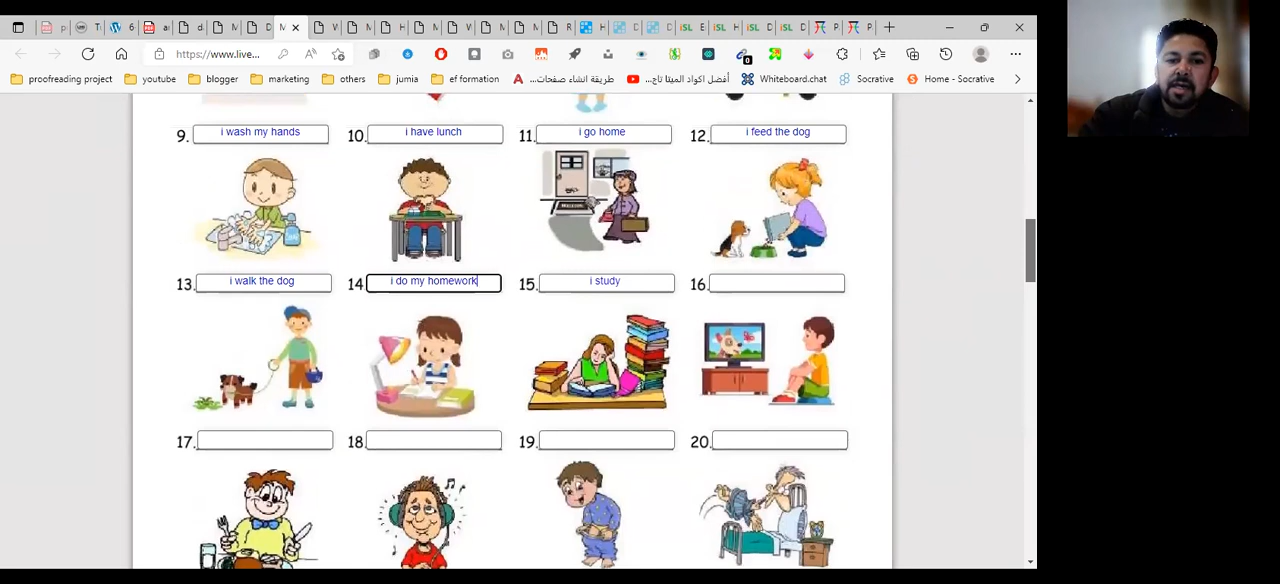 6
https://www.live...
0
proofreading project
youtube
blogger
marketing
others
jumia
ef formation
طريقة انشاء صفحات...
أفضل اكواد الميتا تاج...
Whiteboard.chat
Socrative
Home - Socrative
9. i wash my hands
10. i have lunch
11. i go home
12. i feed the dog
13. i walk the dog
14. i do my homework
15. i study
16.
17.
18.
19.
20.